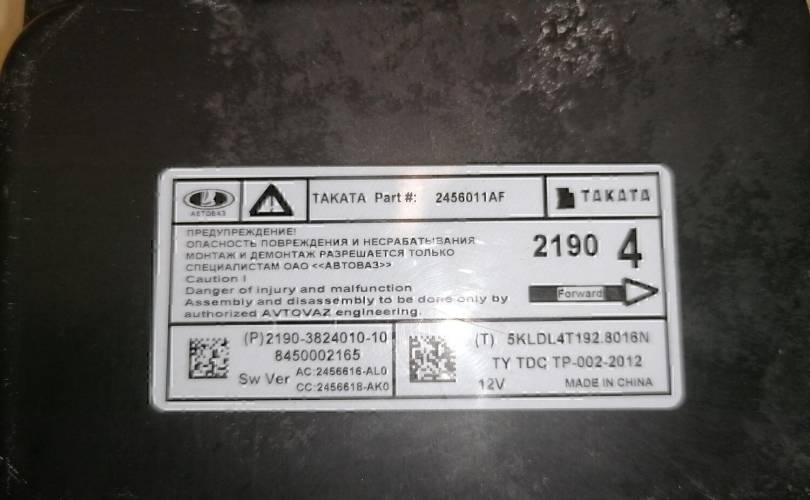 АВТОВАЗ
TAKATA Part #: 2456011AF
TAKATA
ПРЕДУПРЕЖДЕНИЕ!
ОПАСНОСТЬ ПОВРЕЖДЕНИЯ И НЕСРАБАТЫВАНИЯ
МОНТАЖ И ДЕМОНТАЖ РАЗРЕШАЕТСЯ ТОЛЬКО
СПЕЦИАЛИСТАМ ОАО <<АВТОВАЗ>>
Caution !
Danger of injury and malfunction
Assembly and disassembly to be done only by
authorized AVTOVAZ engineering.
2190 4
Forward
(P)2190-3824010-10
8450002165
Sw Ver AC:2456616-AL0
CC:2456618-AK0
(T) 5KLDL4T192.8016N
TY TDC TP-002-2012
12V MADE IN CHINA